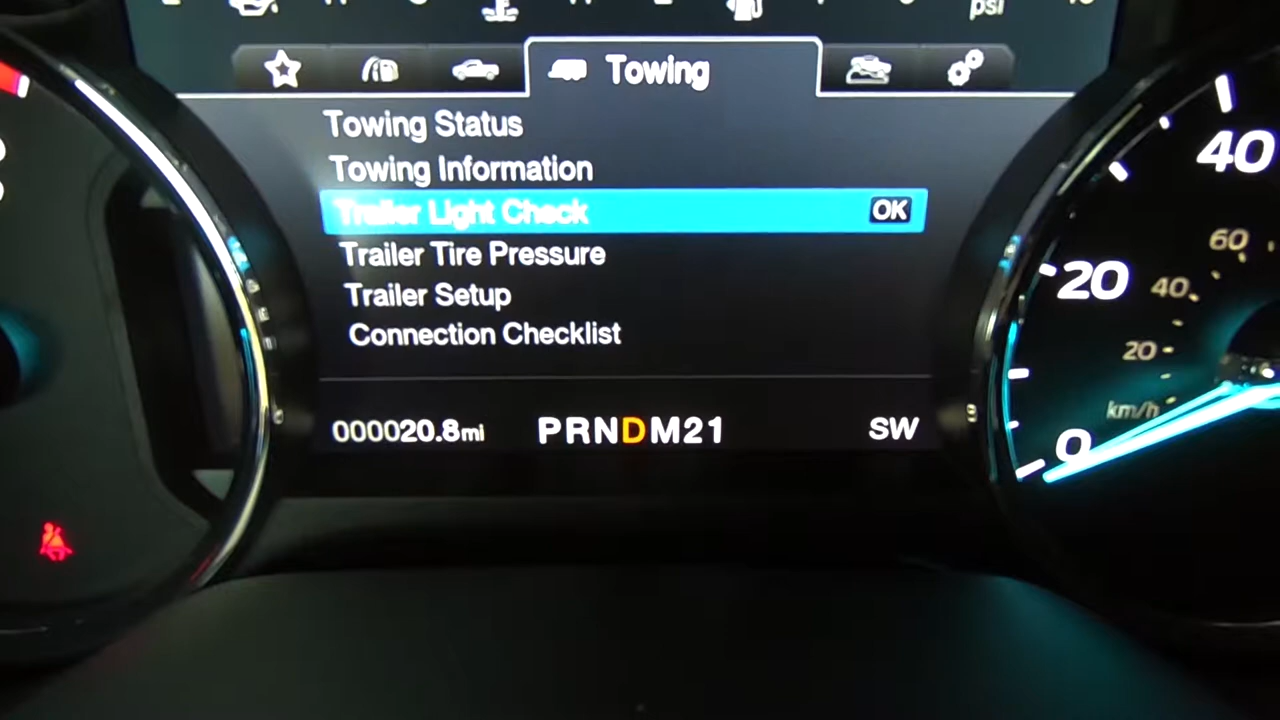 psi
Towing
Towing Status
Towing Information
Trailer Light Check OK
Trailer Tire Pressure
Trailer Setup
Connection Checklist
000020.8mi PRNDM21 SW
40
60
20 40
20
km/h
0